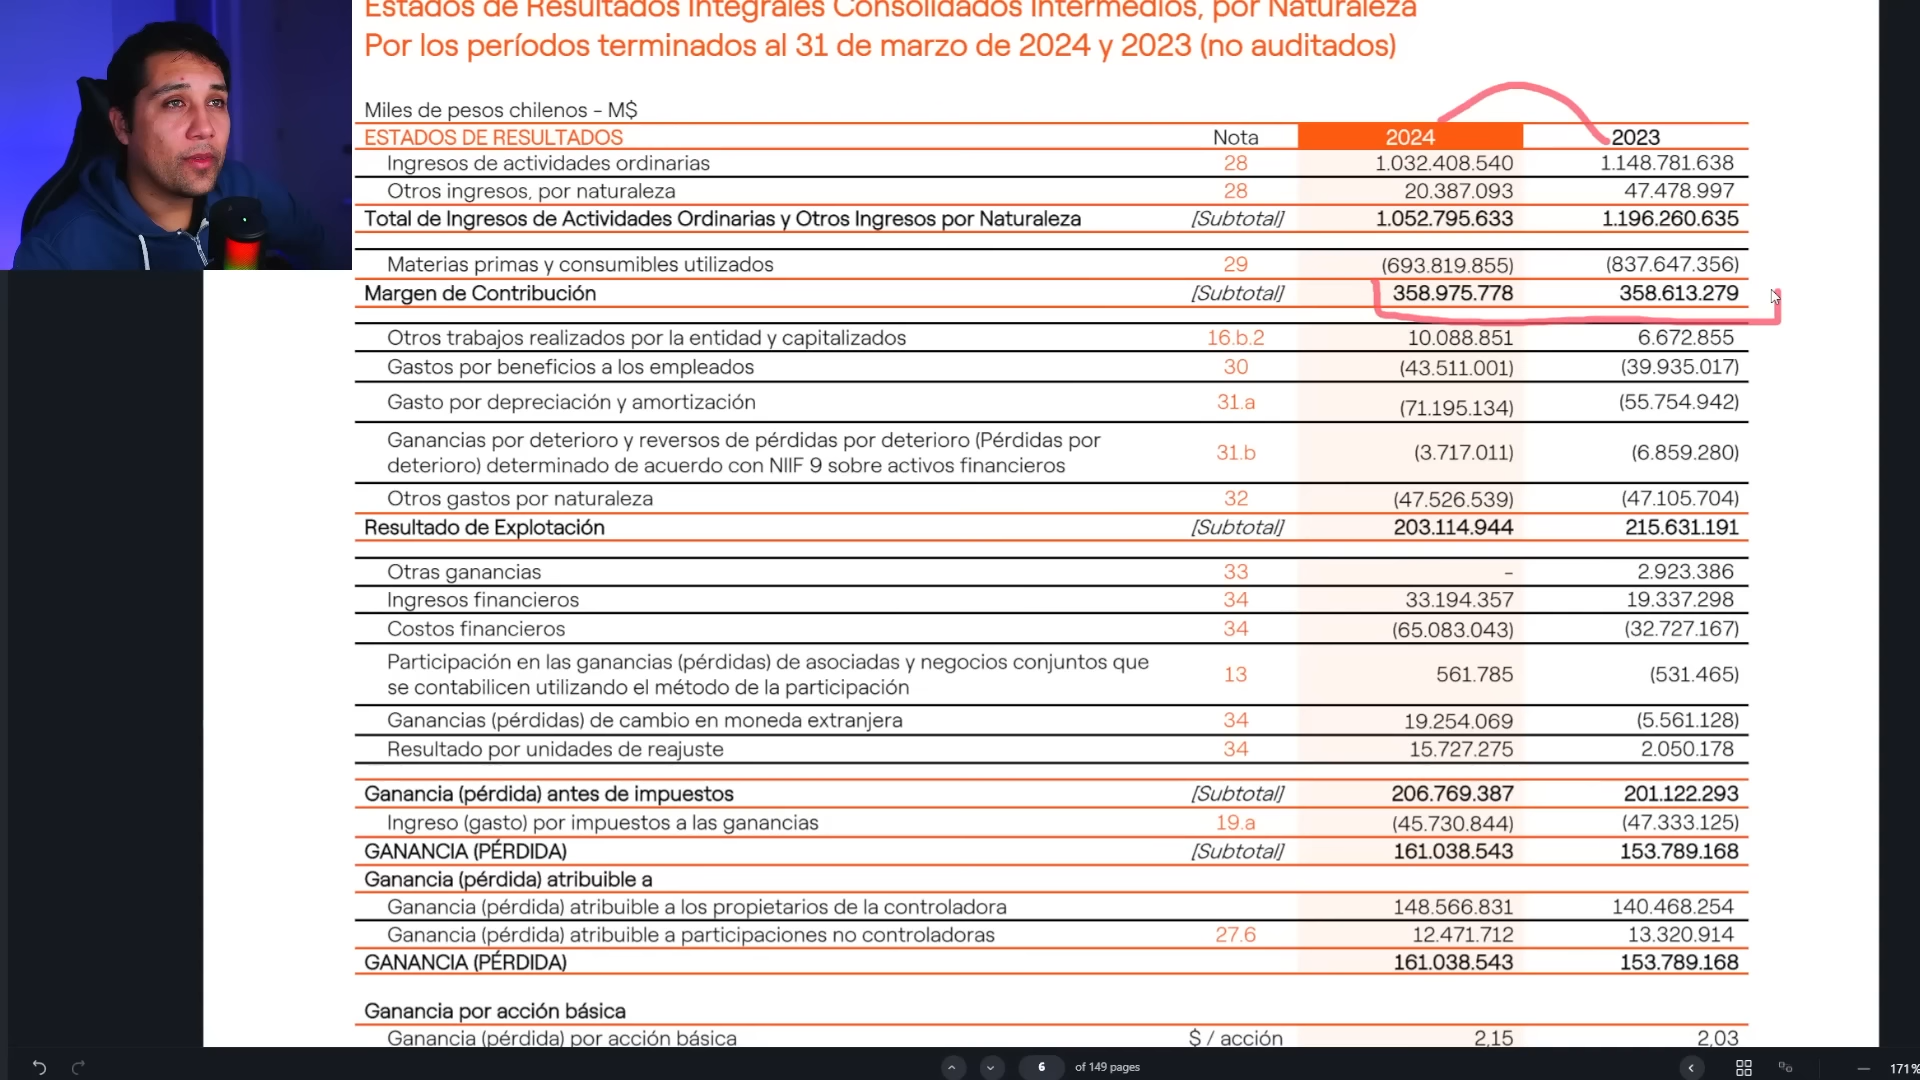 Estados de Resultados Integrales Consolidados Intermedios, por Naturaleza
Por los períodos terminados al 31 de marzo de 2024 y 2023 (no auditados)
Miles de pesos chilenos - M$
ESTADOS DE RESULTADOS Nota 2024 2023
Ingresos de actividades ordinarias 28 1.032.408.540 1.148.781.638
Otros ingresos, por naturaleza 28 20.387.093 47.478.997
Total de Ingresos de Actividades Ordinarias y Otros Ingresos por Naturaleza [Subtotal] 1.052.795.633 1.196.260.635
Materias primas y consumibles utilizados 29 (693.819.855) (837.647.356)
Margen de Contribución [Subtotal] 358.975.778 358.613.279
Otros trabajos realizados por la entidad y capitalizados 16.b.2 10.088.851 6.672.855
Gastos por beneficios a los empleados 30 (43.511.001) (39.935.017)
Gasto por depreciación y amortización 31.a (71.195.134) (55.754.942)
Ganancias por deterioro y reversos de pérdidas por deterioro (Pérdidas por
deterioro) determinado de acuerdo con NIIF 9 sobre activos financieros 31.b (3.717.011) (6.859.280)
Otros gastos por naturaleza 32 (47.526.539) (47.105.704)
Resultado de Explotación [Subtotal] 203.114.944 215.631.191
Otras ganancias 33 - 2.923.386
Ingresos financieros 34 33.194.357 19.337.298
Costos financieros 34 (65.083.043) (32.727.167)
Participación en las ganancias (pérdidas) de asociadas y negocios conjuntos que
se contabilicen utilizando el método de la participación 13 561.785 (531.465)
Ganancias (pérdidas) de cambio en moneda extranjera 34 19.254.069 (5.561.128)
Resultado por unidades de reajuste 34 15.727.275 2.050.178
Ganancia (pérdida) antes de impuestos [Subtotal] 206.769.387 201.122.293
Ingreso (gasto) por impuestos a las ganancias 19.a (45.730.844) (47.333.125)
GANANCIA (PÉRDIDA) [Subtotal] 161.038.543 153.789.168
Ganancia (pérdida) atribuible a
Ganancia (pérdida) atribuible a los propietarios de la controladora 148.566.831 140.468.254
Ganancia (pérdida) atribuible a participaciones no controladoras 27.6 12.471.712 13.320.914
GANANCIA (PÉRDIDA) 161.038.543 153.789.168
Ganancia por acción básica
Ganancia (pérdida) por acción básica $ / acción 2,15 2,03
6 of 149 pages 171%